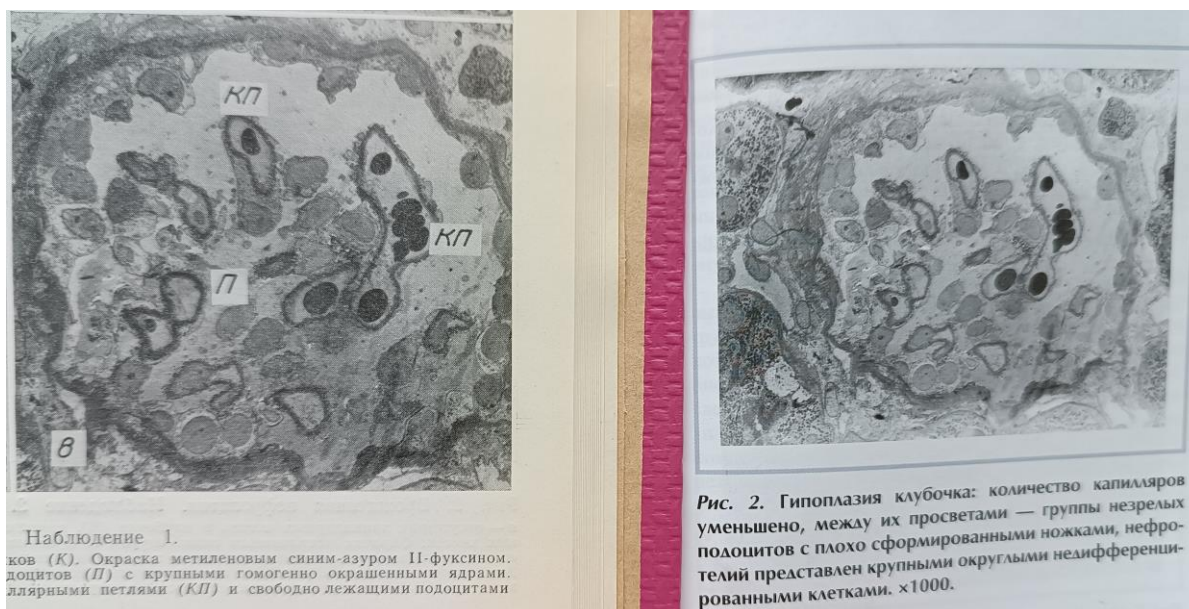 КП
КП
П
В
Наблюдение 1.
ков (К). Окраска метиленовым синим-азуром II-фуксином.
доцитов (П) с крупными гомогенно окрашенными ядрами.
ллярными петлями (КП) и свободно лежащими подоцитами
Рис. 2. Гипоплазия клубочка: количество капилляров
уменьшено, между их просветами — группы незрелых
подоцитов с плохо сформированными ножками, нефро-
телий представлен крупными округлыми недифференци-
рованными клетками. ×1000.